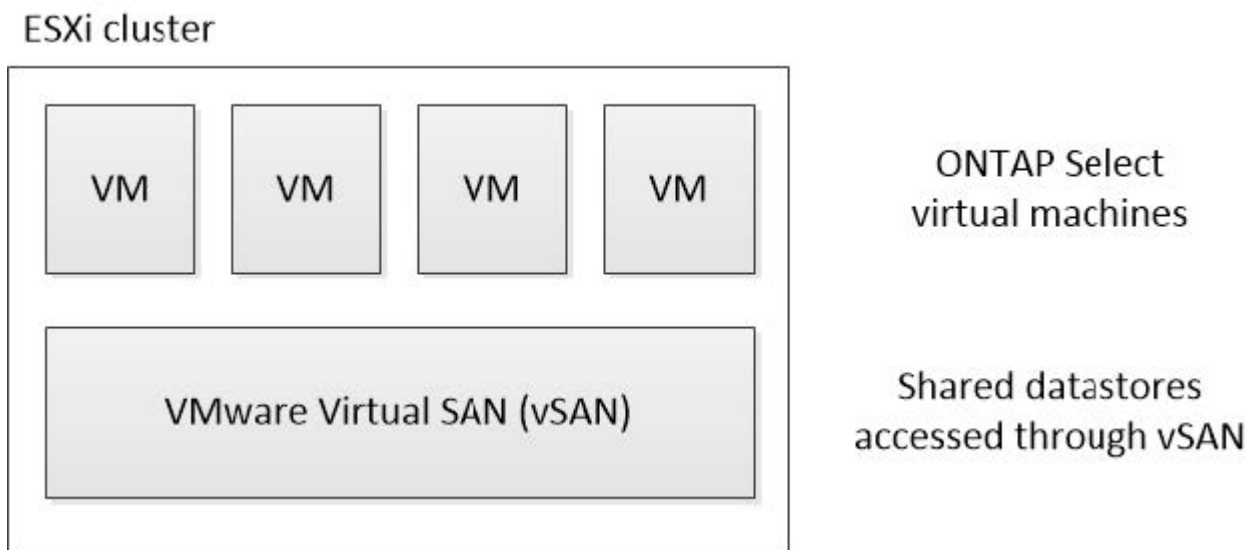 ESXi cluster
VM
VM
VM
VM
ONTAP Select
virtual machines
VMware Virtual SAN (vSAN)
Shared datastores
accessed through vSAN